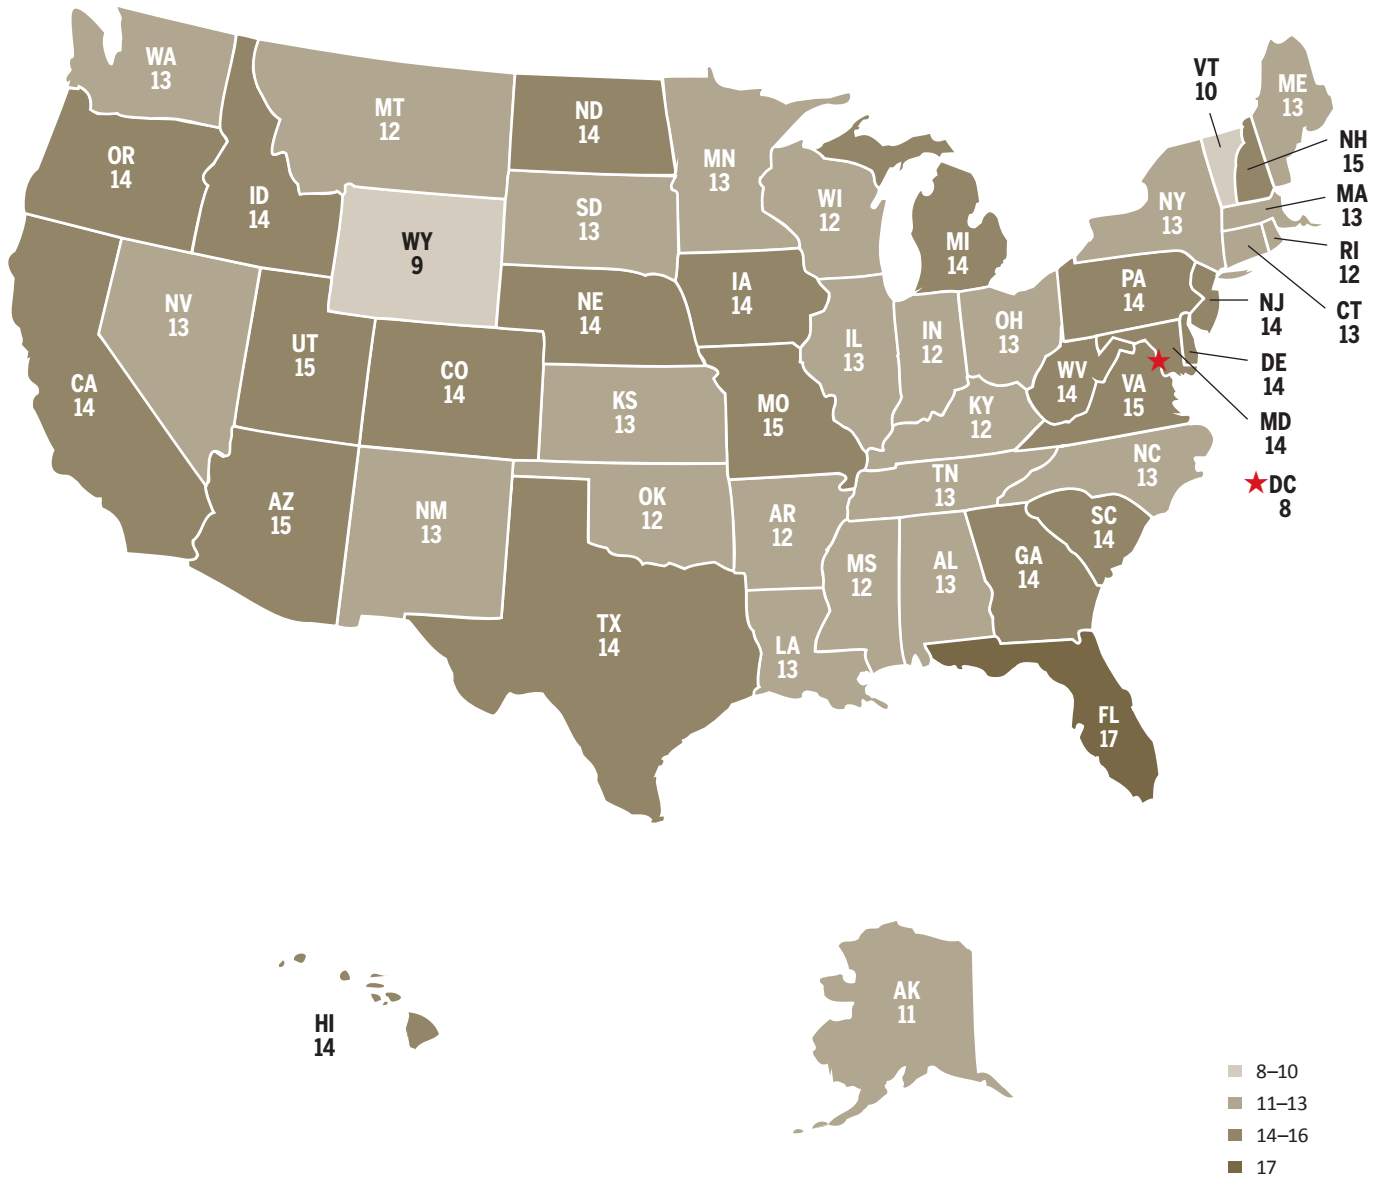 WA
13
MT
12
ND
14
VT
10
ME
13
OR
14
ID
14
MN
13
NH
15
WI
12
SD
13
NY
13
MA
13
WY
9
MI
14
RI
12
NV
13
NE
14
IA
14
PA
14
NJ
14
CT
13
UT
15
CO
14
IL
13
IN
12
OH
13
DE
14
CA
14
KS
13
MO
15
KY
12
WV
14
VA
15
MD
14
AZ
15
NM
13
OK
12
AR
12
TN
13
NC
13
DC
8
TX
14
LA
13
MS
12
AL
13
GA
14
SC
14
FL
17
HI
14
AK
11
8–10
11–13
14–16
17